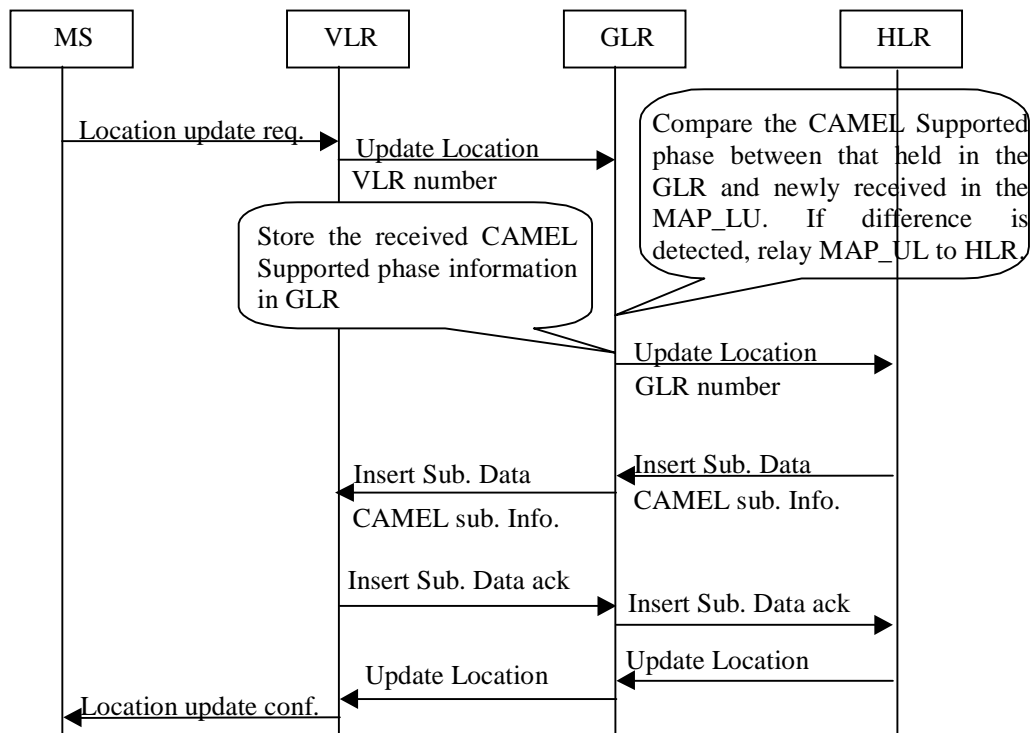 MS
VLR
GLR
HLR
Location update req.
Update Location
VLR number
Compare the CAMEL Supported
phase between that held in the
GLR and newly received in the
MAP_LU. If difference is
detected, relay MAP_UL to HLR.
Store the received CAMEL
Supported phase information
in GLR
Update Location
GLR number
Insert Sub. Data
CAMEL sub. Info.
Insert Sub. Data
CAMEL sub. Info.
Insert Sub. Data ack
Insert Sub. Data ack
Update Location
Update Location
Location update conf.